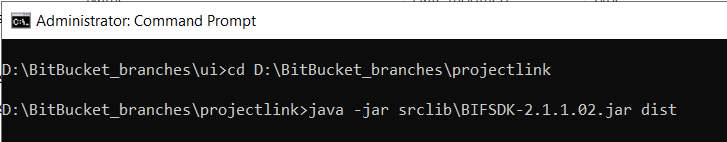 Administrator: Command Prompt
D:\BitBucket_branches\ui>cd D:\BitBucket_branches\projectlink
D:\BitBucket_branches\projectlink>java -jar srclib\BIFSDK-2.1.1.02.jar dist